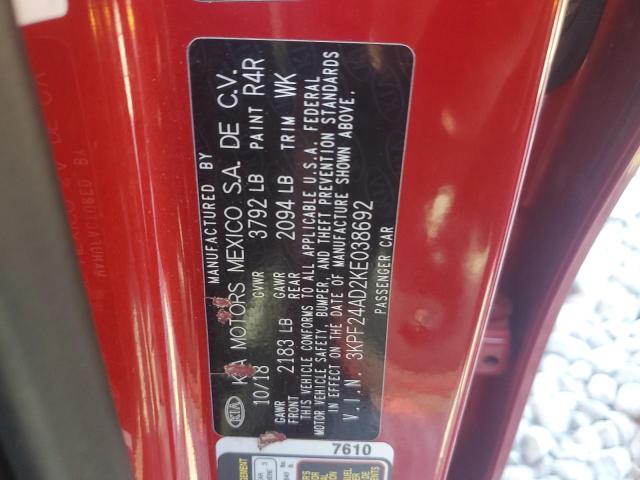 MANUFACTURED BY
KIA KIA MOTORS MEXICO S.A. DE C.V.
10/18 GVWR 3792 LB PAINT R4R
GAWR FRONT 2183 LB GAWR REAR 2094 LB TRIM WK
THIS VEHICLE CONFORMS TO ALL APPLICABLE U.S.A. FEDERAL
MOTOR VEHICLE SAFETY, BUMPER, AND THEFT PREVENTION STANDARDS
IN EFFECT ON THE DATE OF MANUFACTURE SHOWN ABOVE.
V.I.N. 3KPF24AD2KE038692
PASSENGER CAR
7610